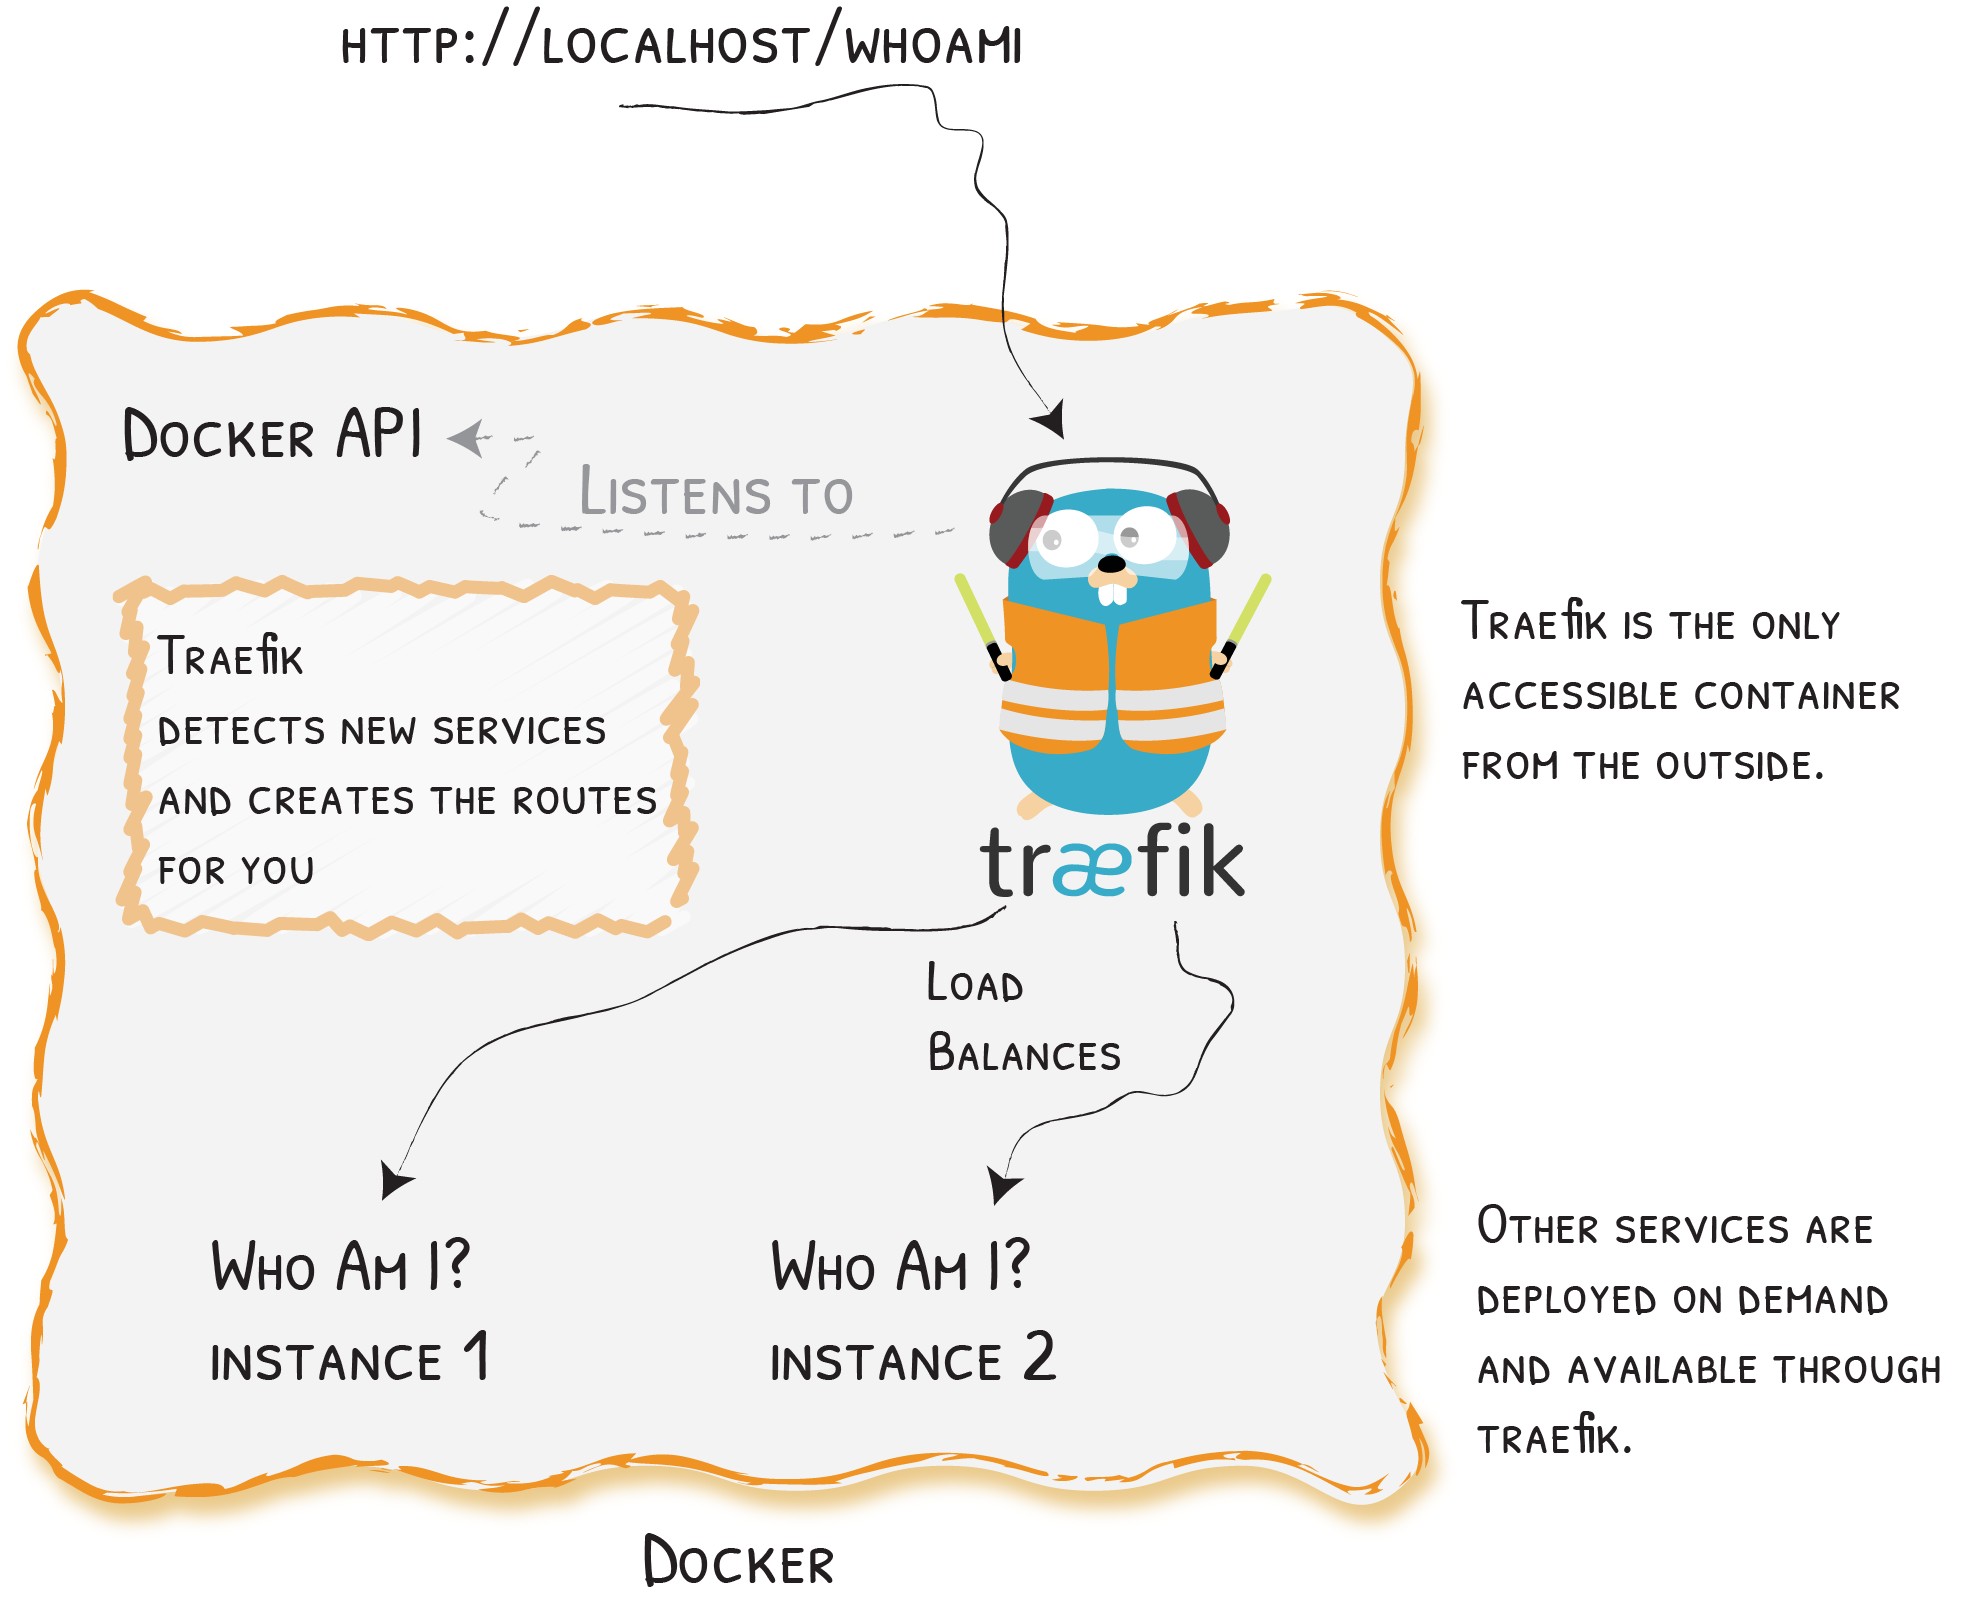 http://localhost/whoami
Docker API
Listens to
Traefik
detects new services
and creates the routes
for you
træfik
Traefik is the only
accessible container
from the outside.
Load
Balances
Who Am I?
instance 1
Who Am I?
instance 2
Other services are
deployed on demand
and available through
traefik.
Docker